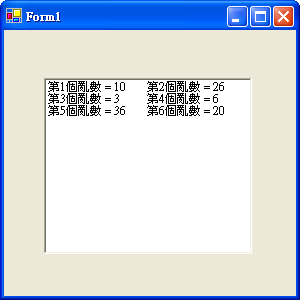 Form1
第1個亂數 = 10 第2個亂數 = 26
第3個亂數 = 3 第4個亂數 = 6
第5個亂數 = 36 第6個亂數 = 20